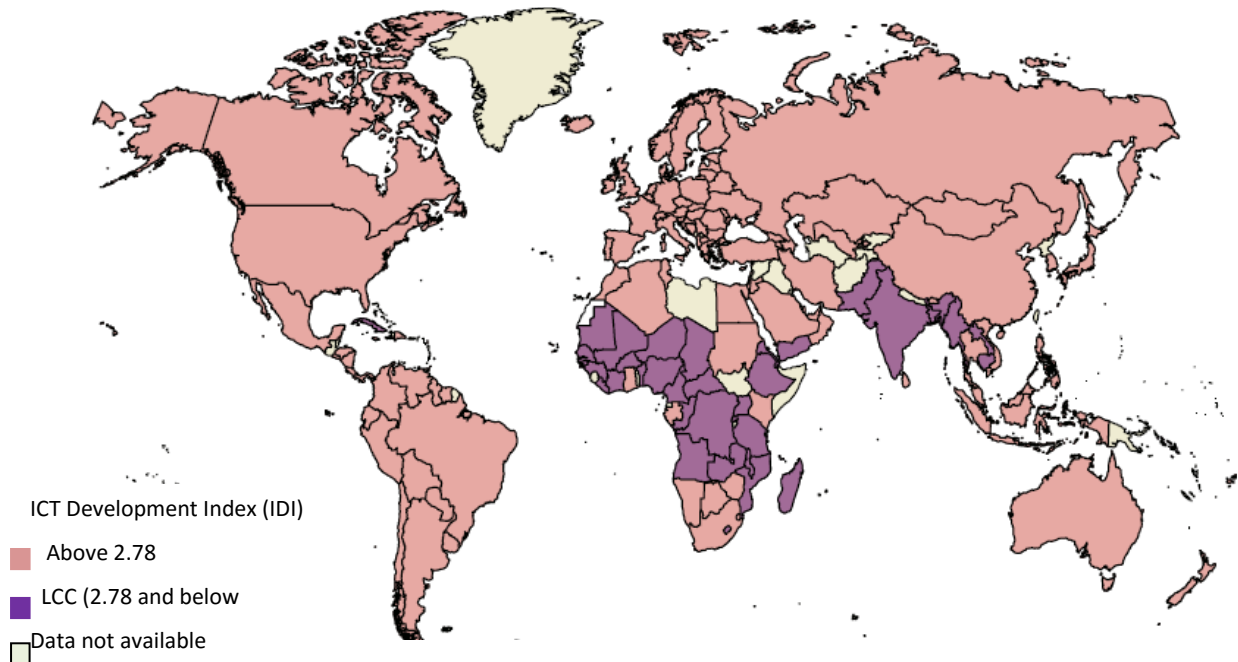 ICT Development Index (IDI)
Above 2.78
LCC (2.78 and below
Data not available